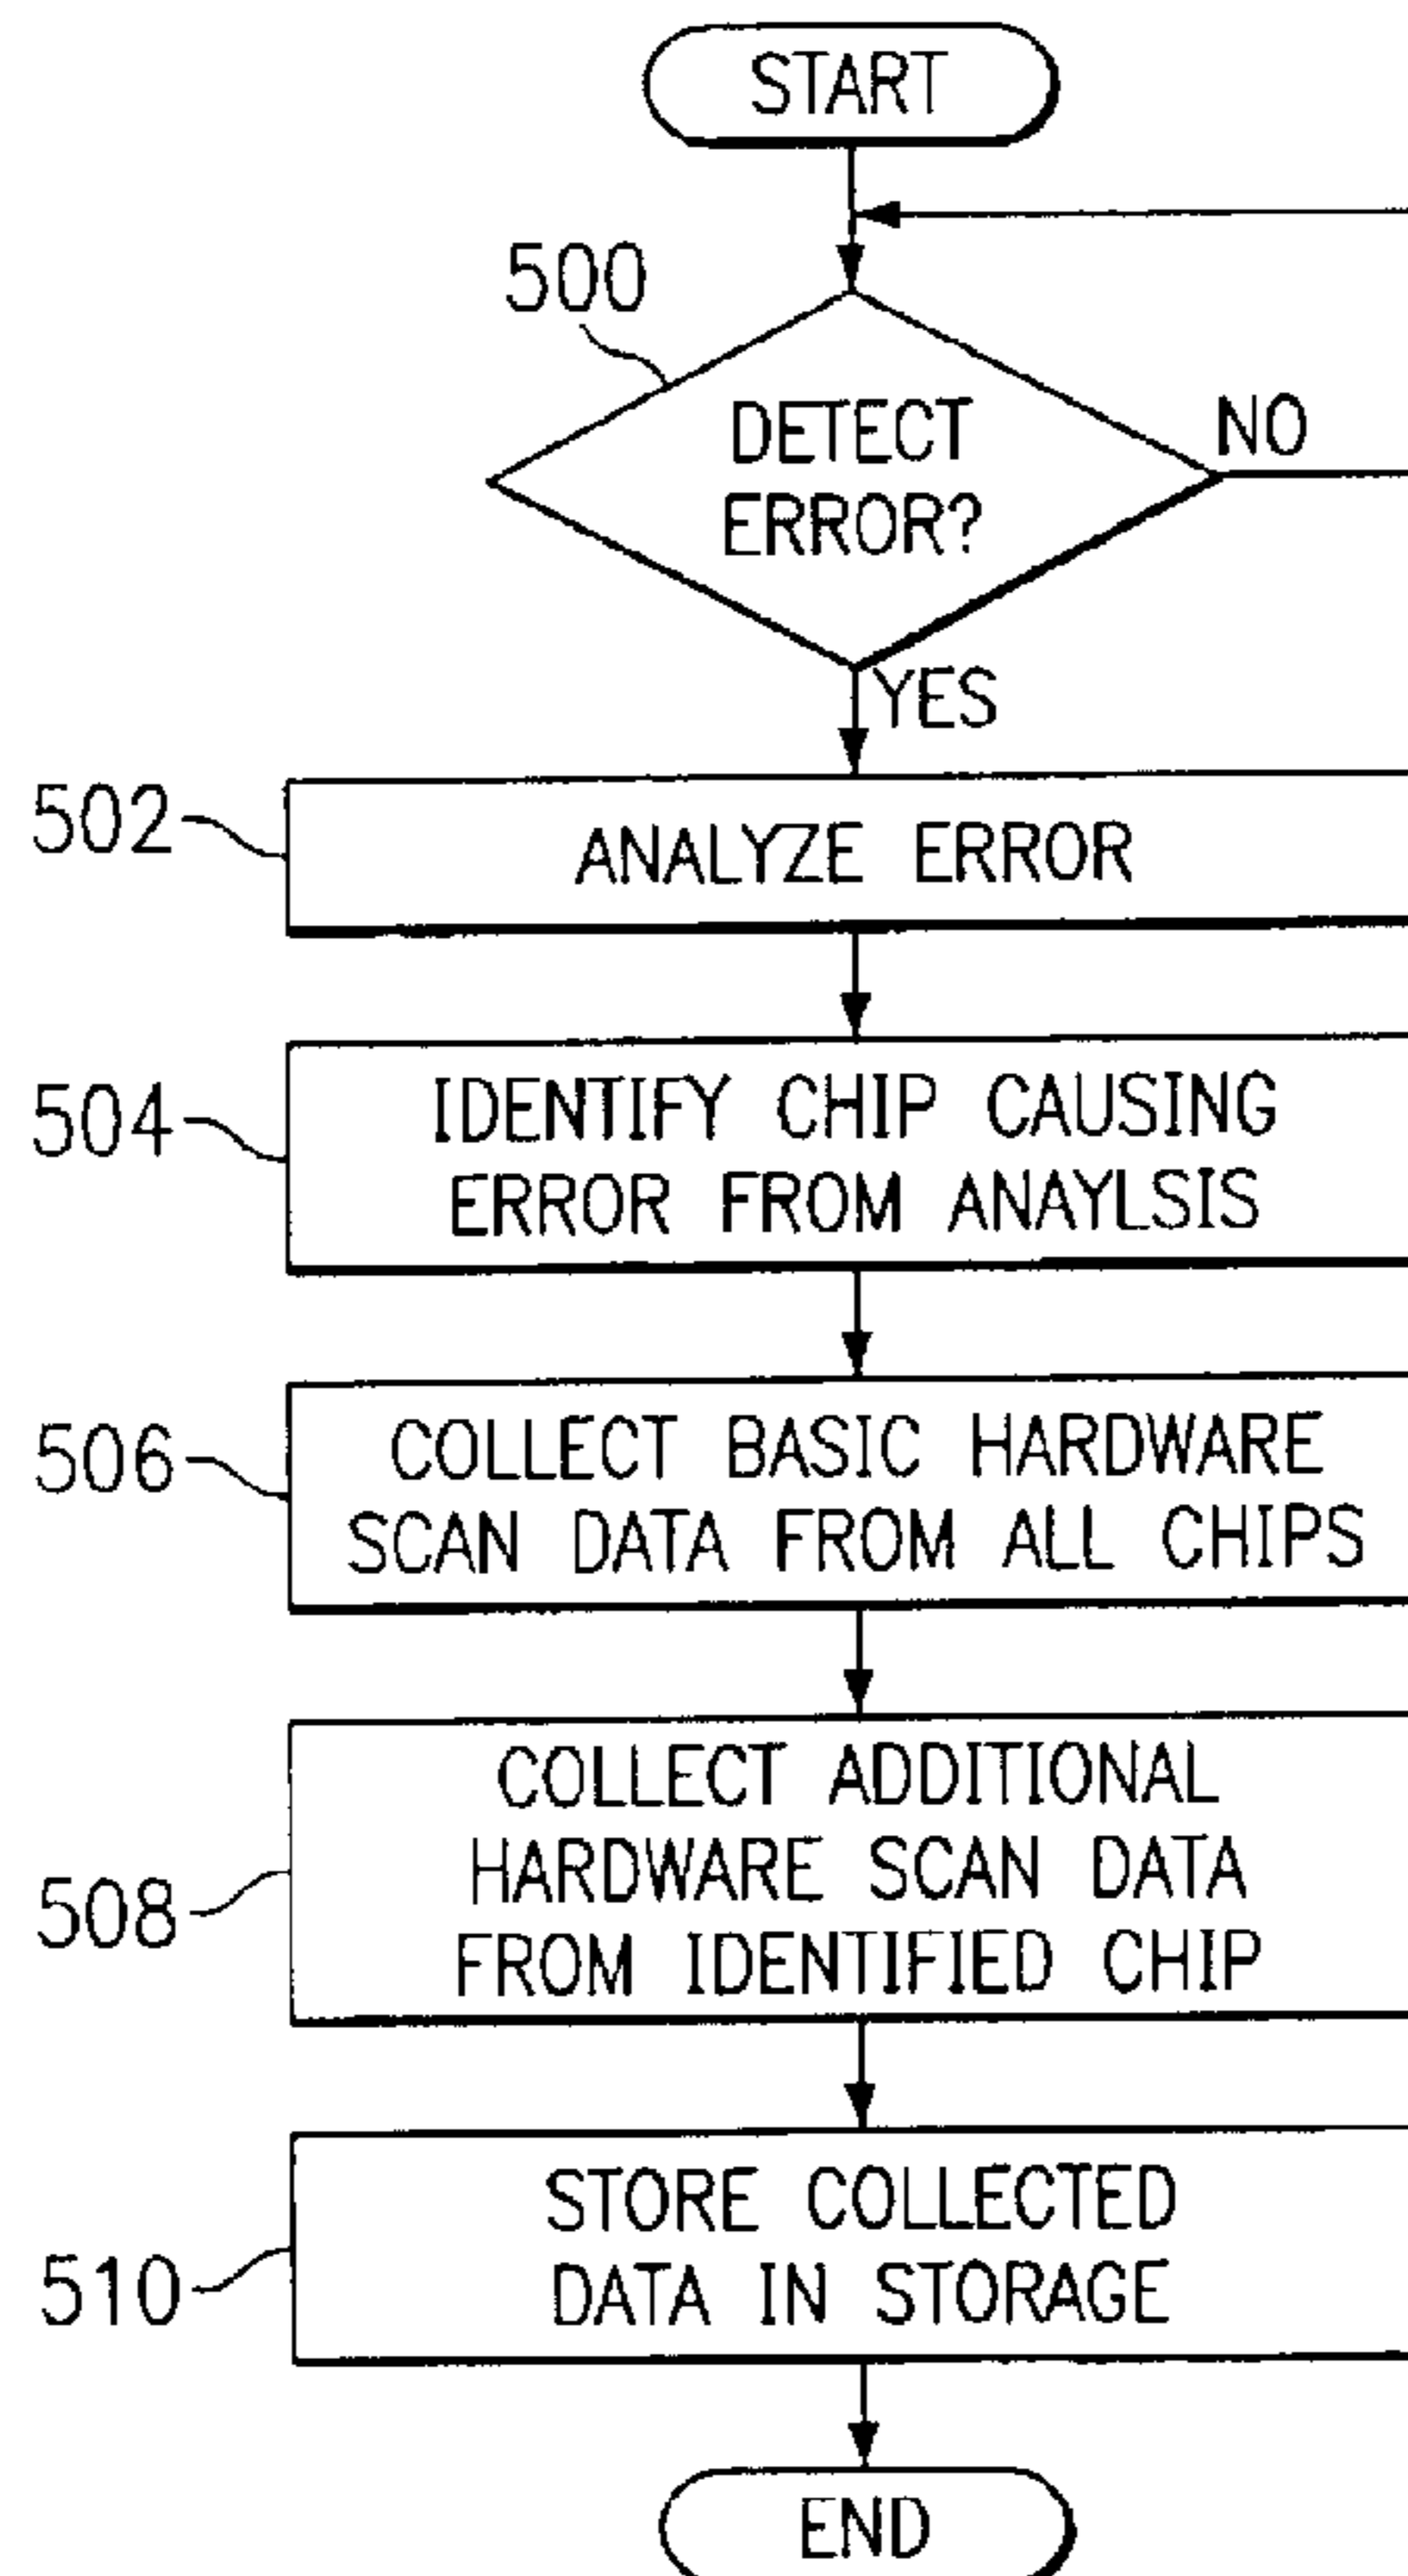 START
500
DETECT
ERROR?
NO
YES
502
ANALYZE ERROR
504
IDENTIFY CHIP CAUSING
ERROR FROM ANAYLSIS
506
COLLECT BASIC HARDWARE
SCAN DATA FROM ALL CHIPS
508
COLLECT ADDITIONAL
HARDWARE SCAN DATA
FROM IDENTIFIED CHIP
510
STORE COLLECTED
DATA IN STORAGE
END